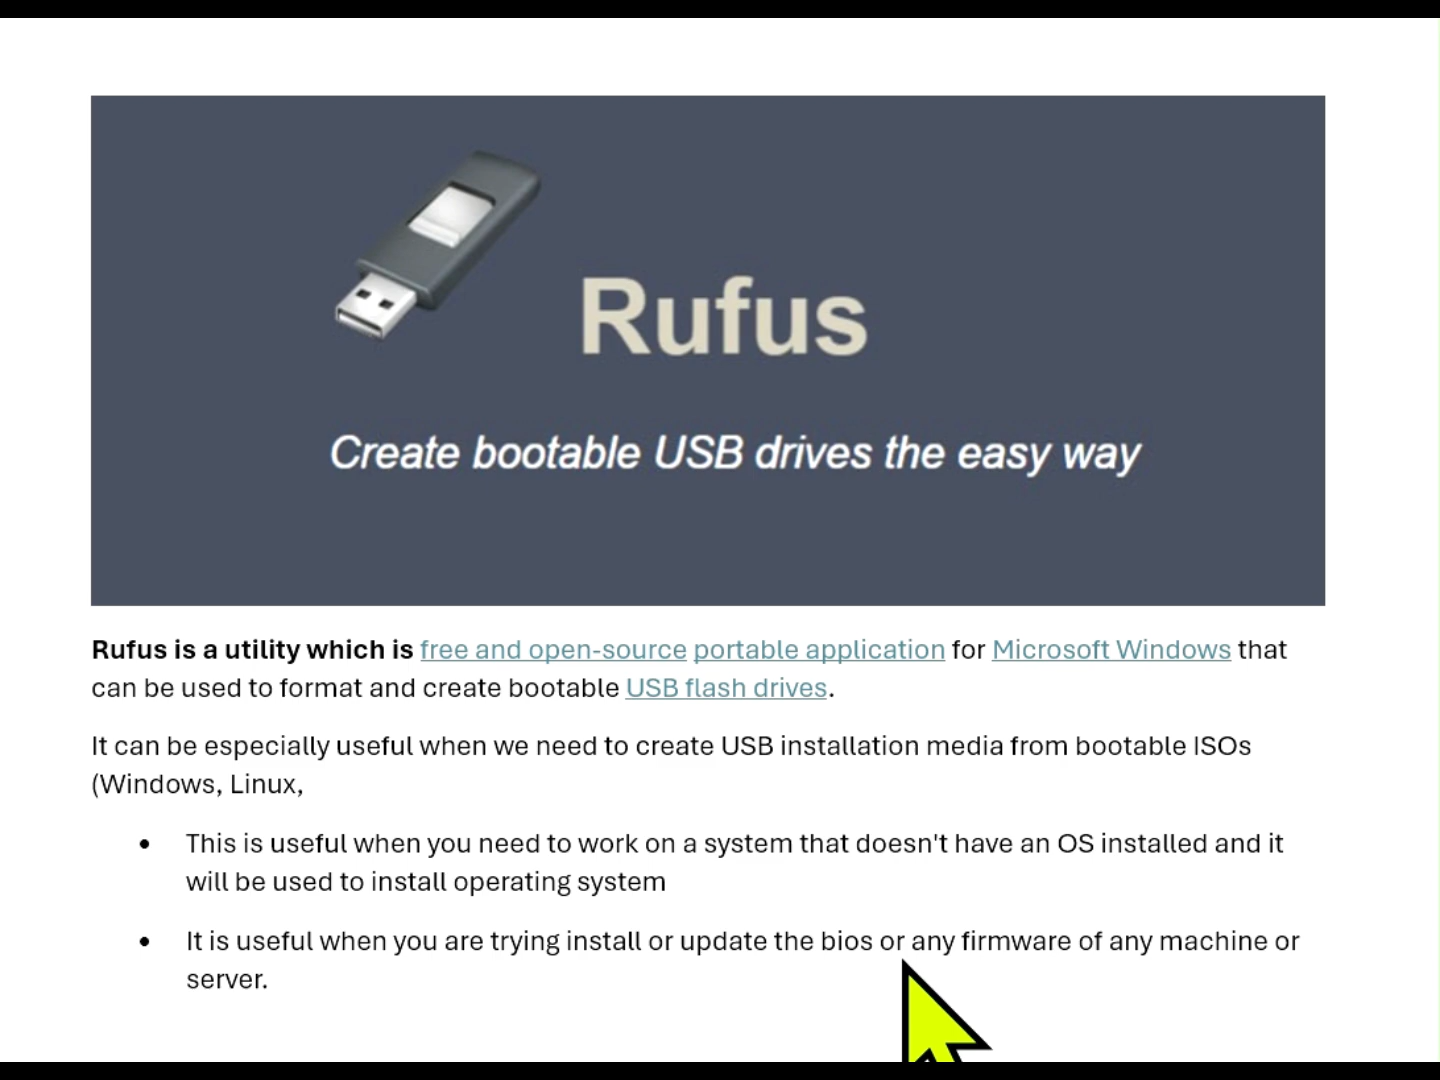 Rufus
Create bootable USB drives the easy way
Rufus is a utility which is free and open-source portable application for Microsoft Windows that
can be used to format and create bootable USB flash drives.
It can be especially useful when we need to create USB installation media from bootable ISOs
(Windows, Linux,
• This is useful when you need to work on a system that doesn't have an OS installed and it
will be used to install operating system
• It is useful when you are trying install or update the bios or any firmware of any machine or
server.